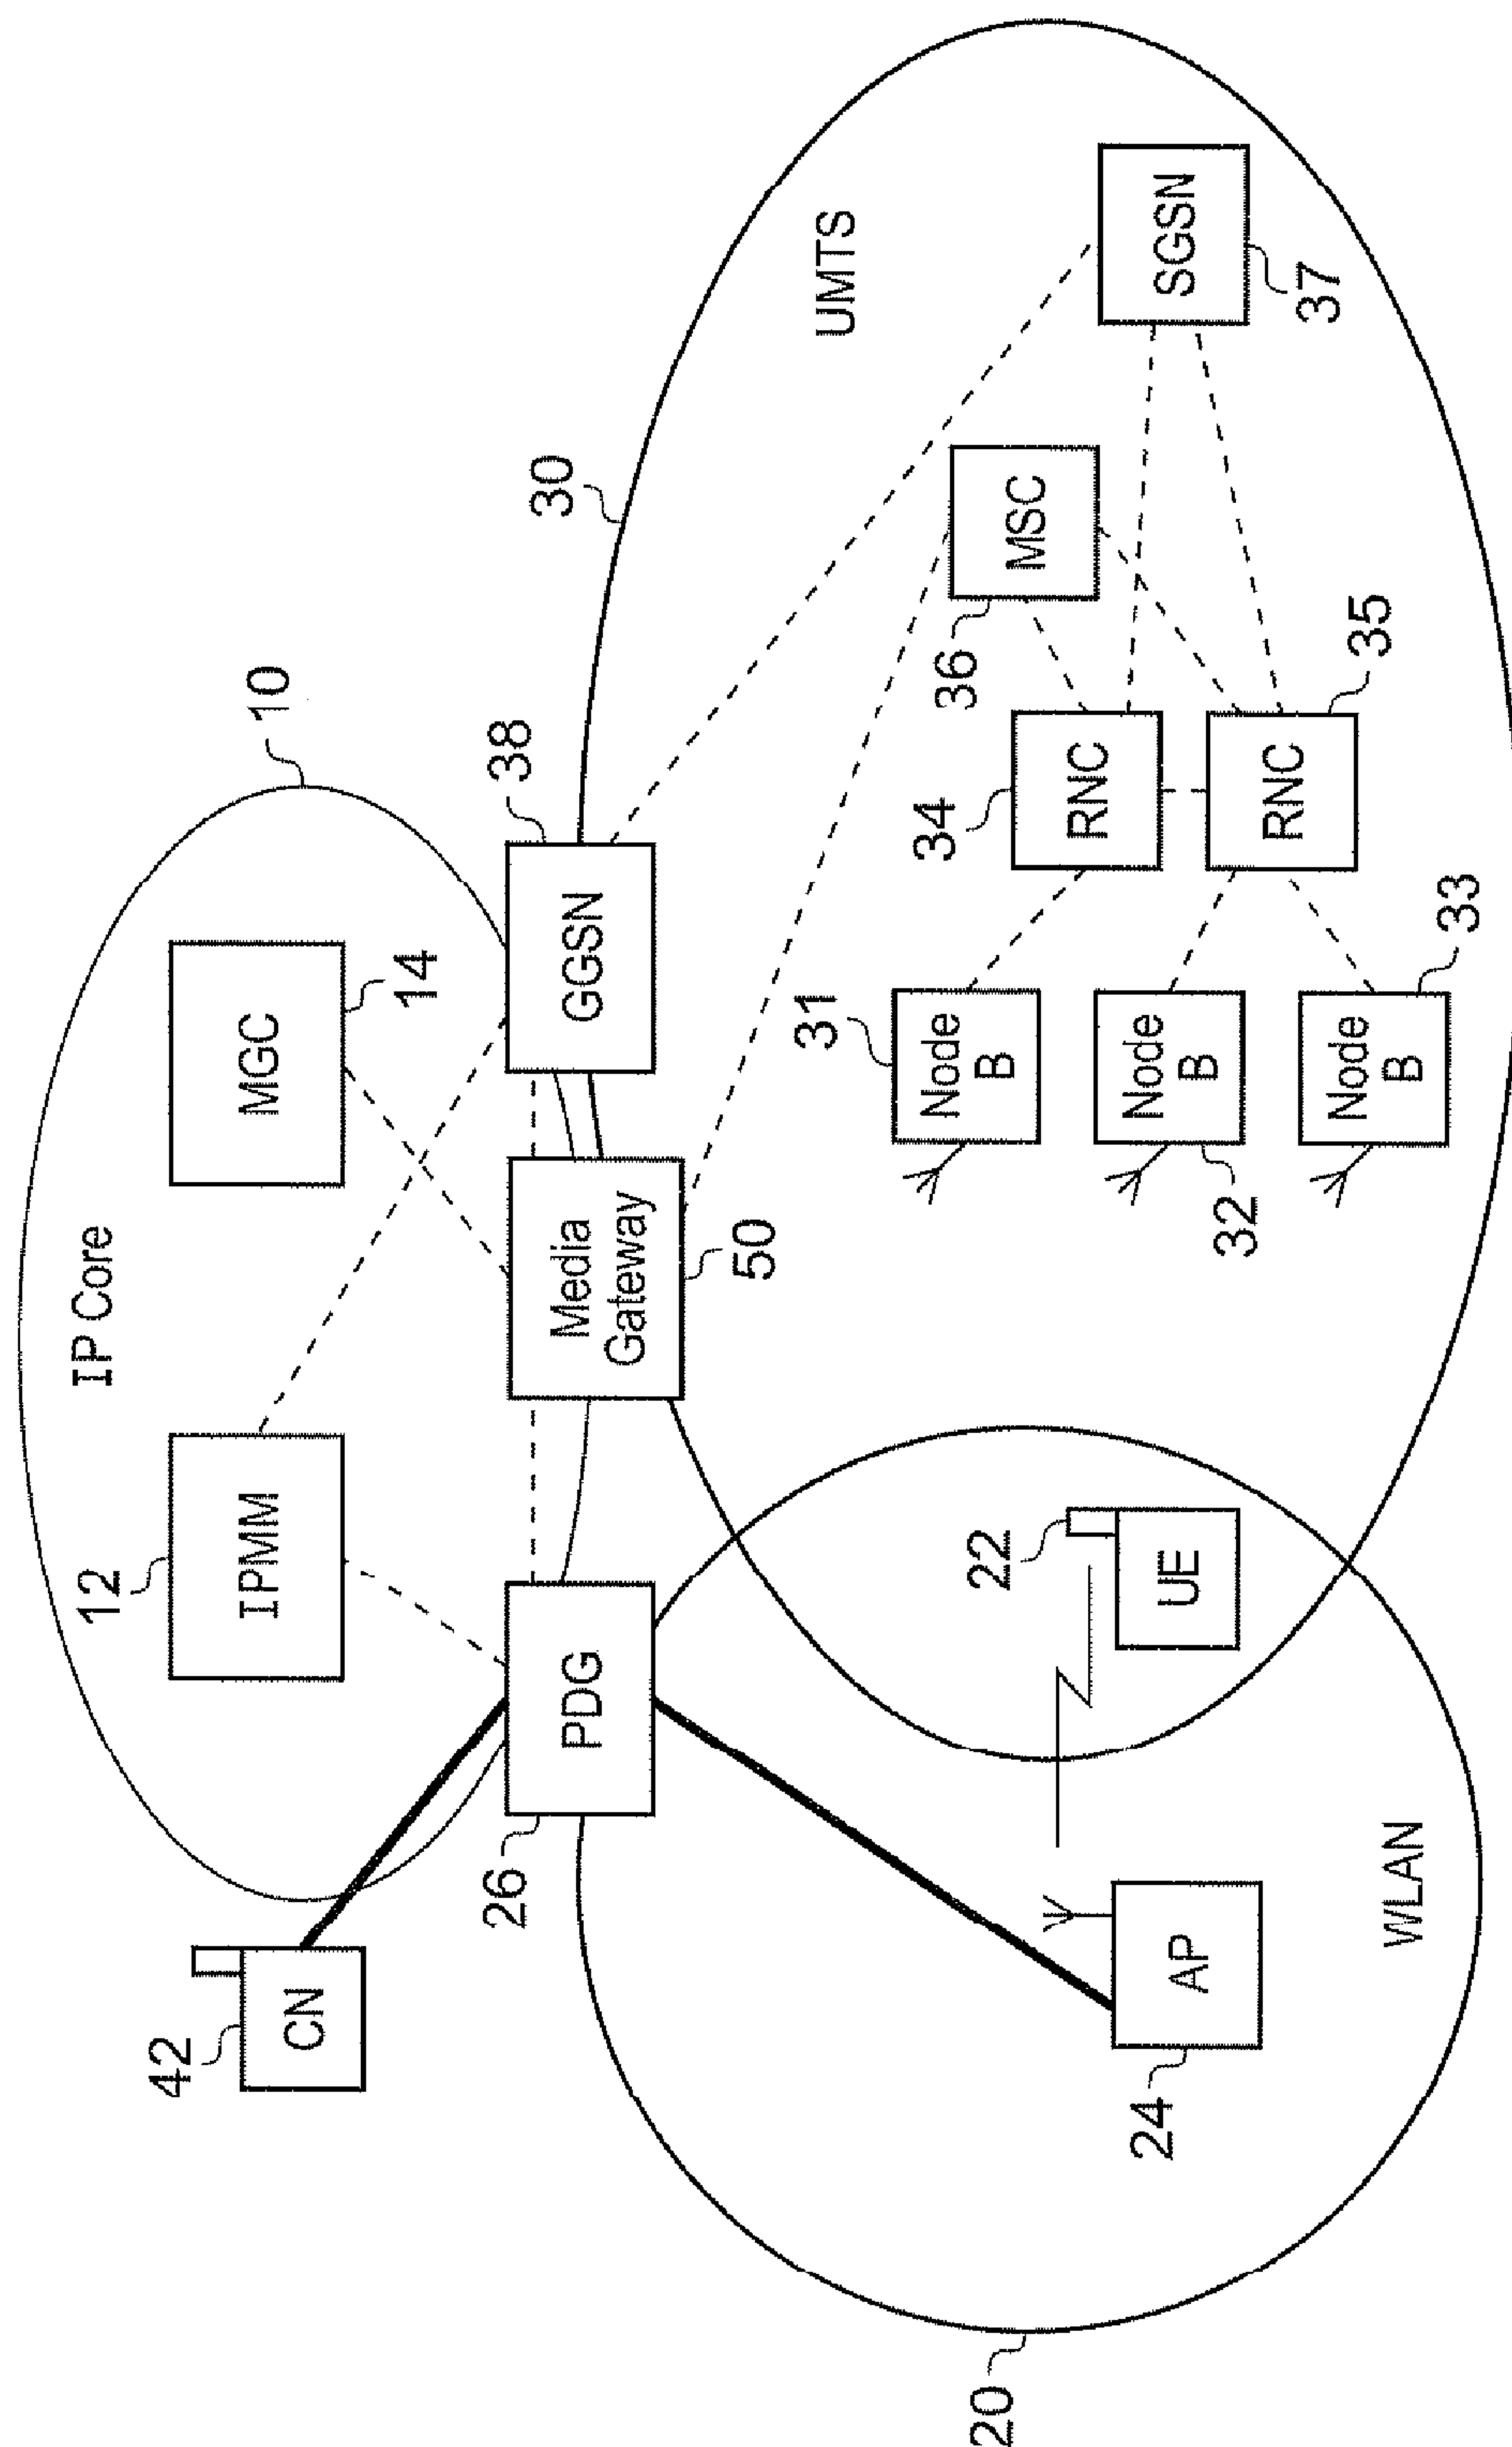 10
IP Core
12
IPMM
MGC
14
42
CN
26
PDG
Media
Gateway
50
GGSN
38
30
UMTS
20
24
AP
WLAN
22
UE
31
Node
B
Node
B
32
Node
B
33
34
RNC
RNC
35
36
MSC
SGSN
37